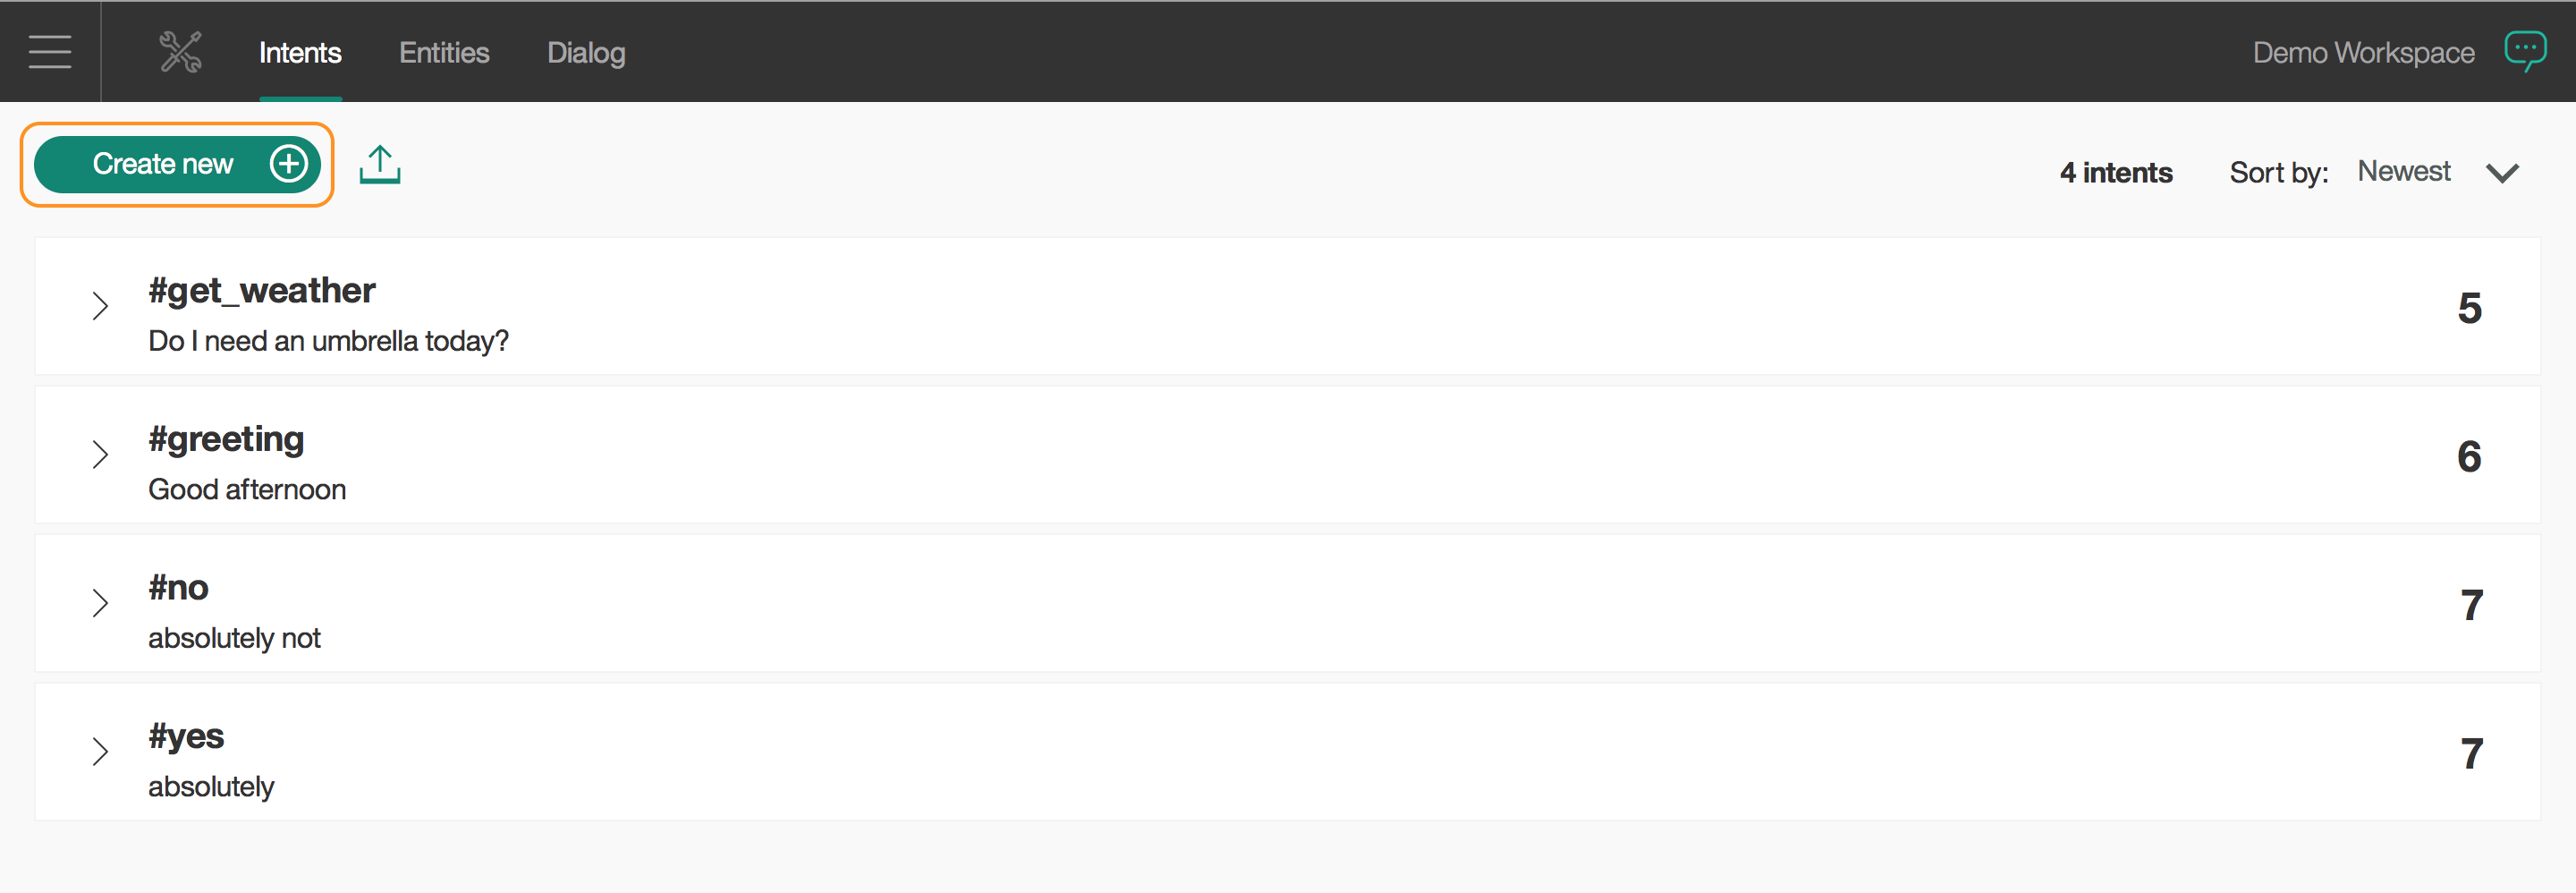 Intents Entities Dialog Demo Workspace
Create new 4 intents Sort by: Newest
#get_weather
Do I need an umbrella today?
5
#greeting
Good afternoon
6
#no
absolutely not
7
#yes
absolutely
7